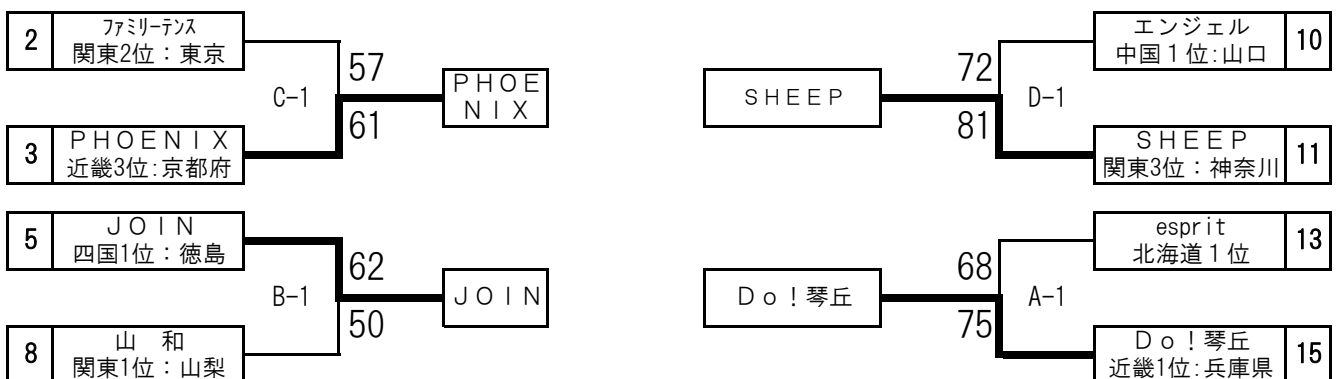 2
ﾌｧﾐﾘｰﾃﾝｽ
関東2位：東京
57
C-1
61
ＰＨＯＥ
ＮＩＸ
3
ＰＨＯＥＮＩＸ
近畿3位:京都府
5
ＪＯＩＮ
四国1位：徳島
62
B-1
50
ＪＯＩＮ
8
山　和
関東1位：山梨
エンジェル
中国１位:山口
10
72
D-1
81
ＳＨＥＥＰ
ＳＨＥＥＰ
関東3位：神奈川
11
esprit
北海道１位
13
68
A-1
75
Ｄｏ！琴丘
Ｄｏ！琴丘
近畿1位:兵庫県
15